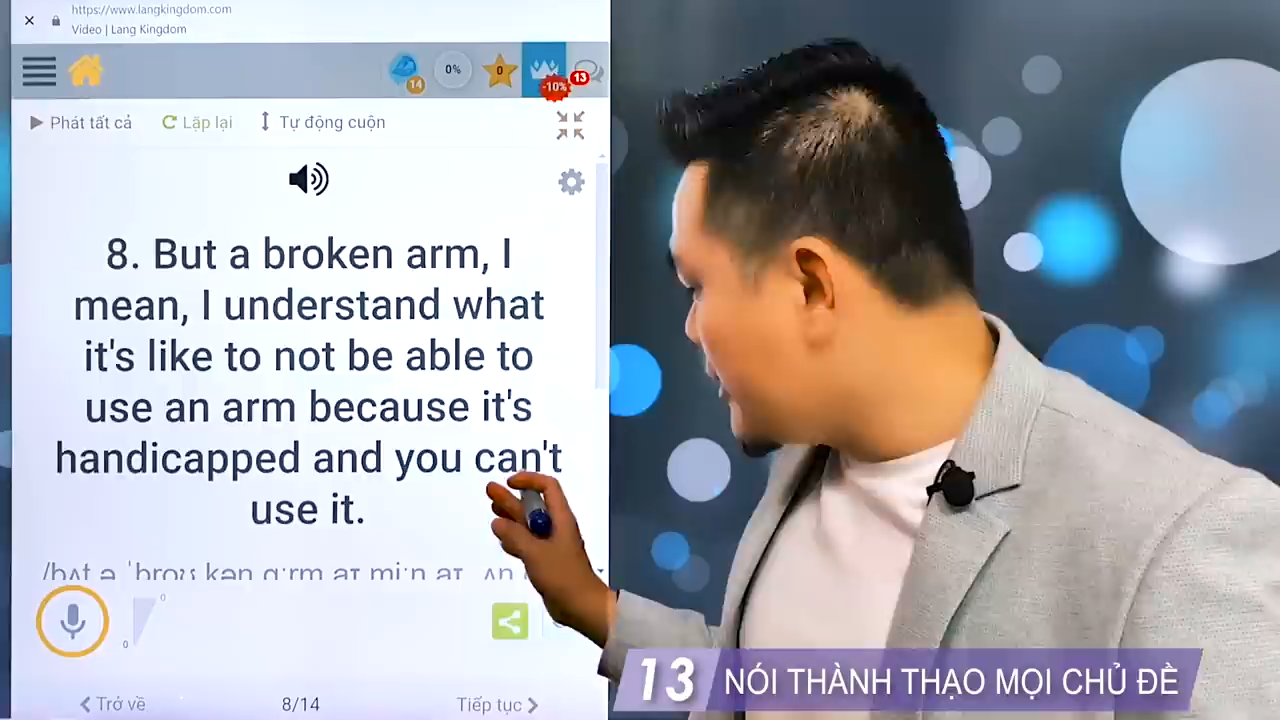 https://www.langkingdom.com
Video | Lang Kingdom
14
0%
0
-10%
13
Phát tất cả
Lặp lại
Tự động cuộn
8. But a broken arm, I
mean, I understand what
it's like to not be able to
use an arm because it's
handicapped and you can't
use it.
0
0
Trở về
8/14
Tiếp tục
13 NÓI THÀNH THẠO MỌI CHỦ ĐỀ